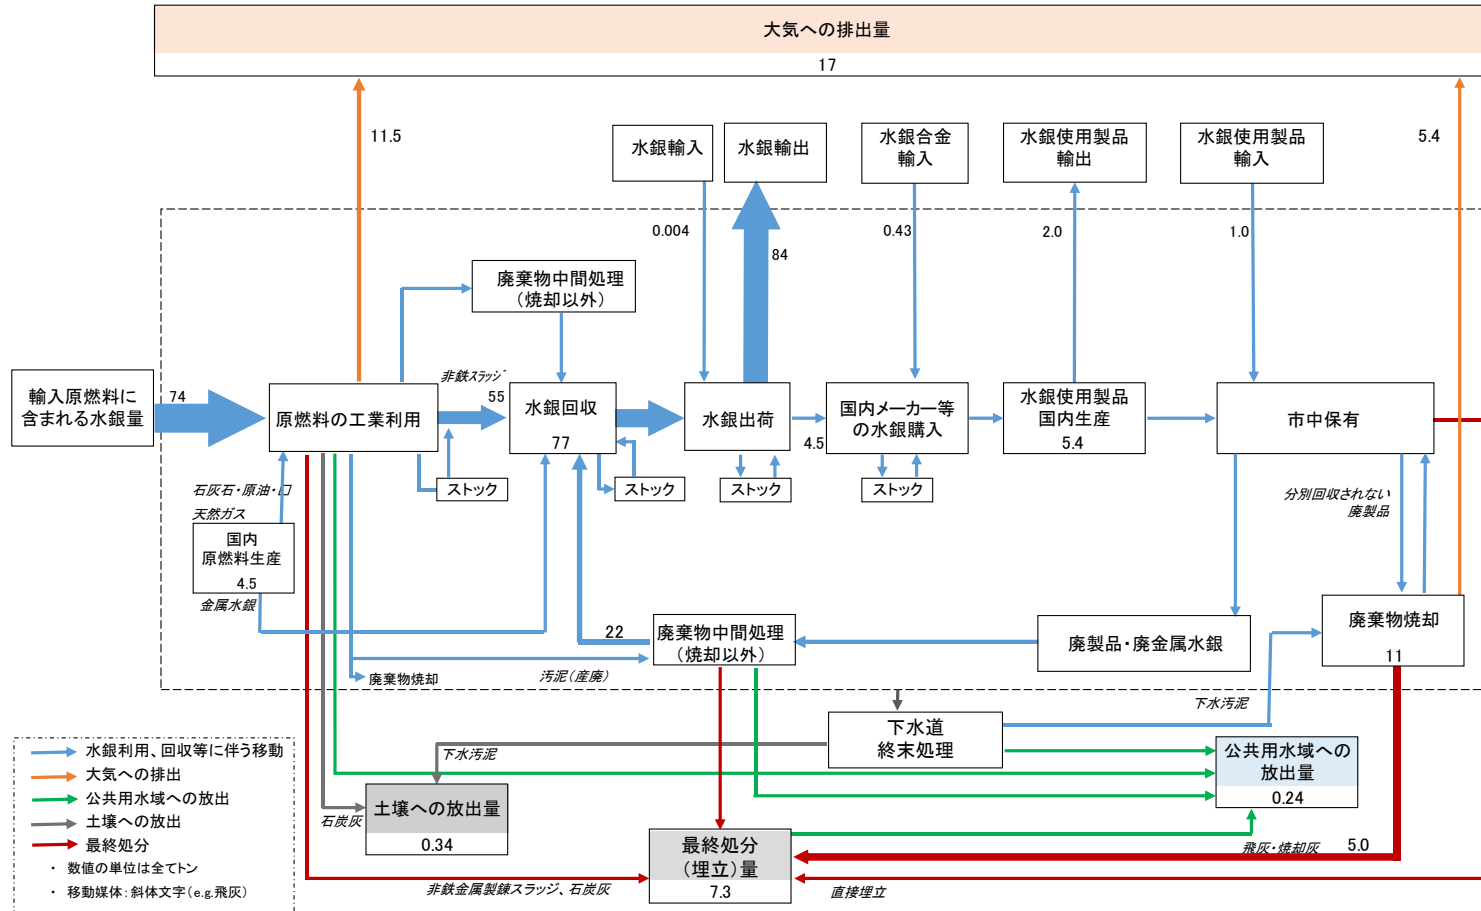 大気への排出量
17
11.5
5.4
水銀輸入
水銀輸出
水銀合金
輸入
水銀使用製品
輸出
水銀使用製品
輸入
0.004
84
0.43
2.0
1.0
廃棄物中間処理
（焼却以外）
輸入原燃料に
含まれる水銀量
74
原燃料の工業利用
非鉄スラッジ
55
水銀回収
77
水銀出荷
4.5
国内メーカー等
の水銀購入
水銀使用製品
国内生産
5.4
市中保有
ストック
ストック
ストック
ストック
石灰石・原油・□
天然ガス
国内
原燃料生産
4.5
金属水銀
分別回収されない
廃製品
22
廃棄物中間処理
（焼却以外）
廃製品・廃金属水銀
廃棄物焼却
11
汚泥（産廃）
廃棄物焼却
下水汚泥
下水道
終末処理
下水汚泥
公共用水域への
放出量
0.24
土壌への放出量
0.34
石炭灰
最終処分
（埋立）量
7.3
飛灰・焼却灰
5.0
非鉄金属製錬スラッジ、石炭灰
直接埋立
水銀利用、回収等に伴う移動
大気への排出
公共用水域への放出
土壌への放出
最終処分
・ 数値の単位は全てトン
・ 移動媒体：斜体文字（e.g.飛灰）